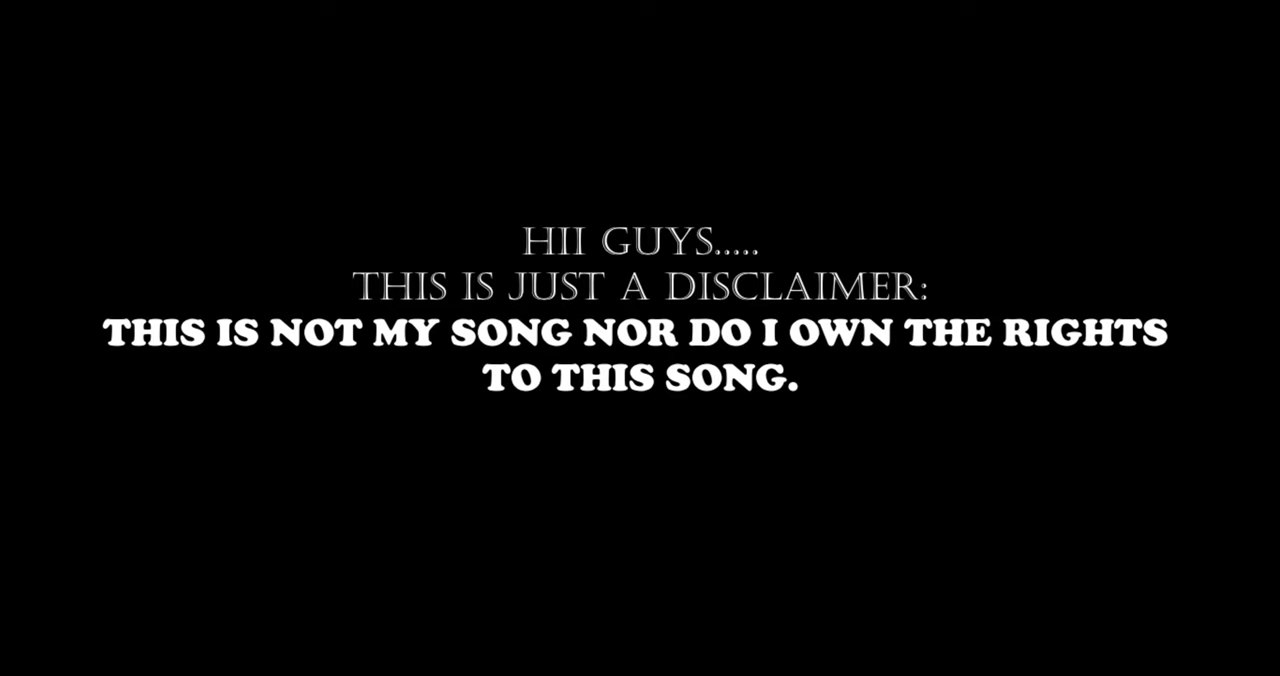 HII GUYS.....
THIS IS JUST A DISCLAIMER:
THIS IS NOT MY SONG NOR DO I OWN THE RIGHTS
TO THIS SONG.